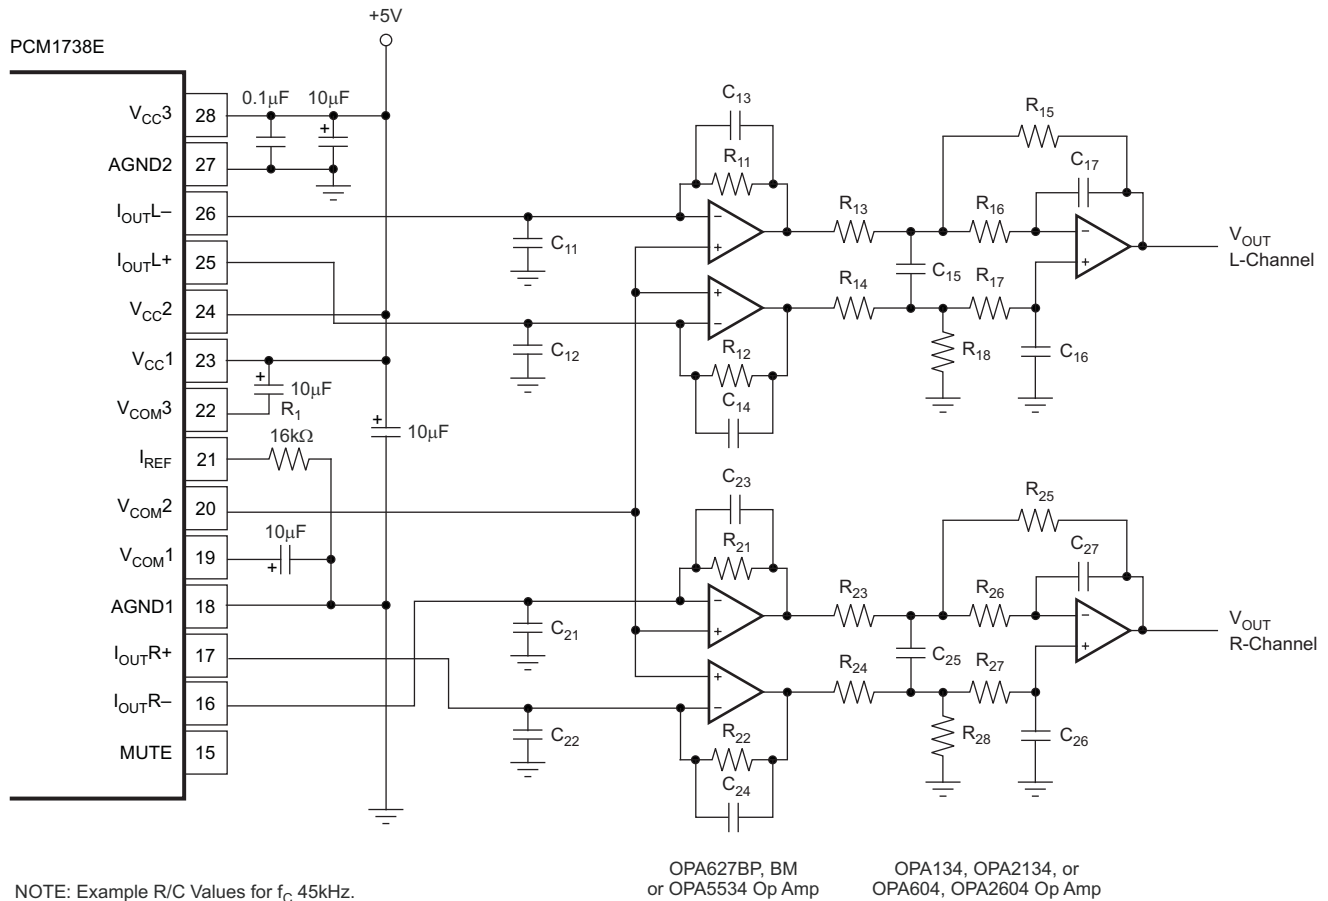 +5V
PCM1738E
V_CC3 28
0.1µF 10µF
+
AGND2 27
I_OUTL– 26
I_OUTL+ 25
V_CC2 24
V_CC1 23
+
10µF
V_COM3 22
R_1
16kΩ
I_REF 21
+
10µF
V_COM2 20
10µF
V_COM1 19
+
AGND1 18
I_OUTR+ 17
I_OUTR– 16
MUTE 15
C_11
C_12
C_13
R_11
–
+
+
–
R_12
C_14
R_13
R_14
C_15
R_15
C_17
R_16
–
+
R_17
R_18
C_16
V_OUT
L-Channel
C_21
C_22
C_23
R_21
–
+
+
–
R_22
C_24
R_23
R_24
C_25
R_25
C_27
R_26
–
+
R_27
R_28
C_26
V_OUT
R-Channel
OPA627BP, BM
or OPA5534 Op Amp
OPA134, OPA2134, or
OPA604, OPA2604 Op Amp
NOTE: Example R/C Values for f_C 45kHz.